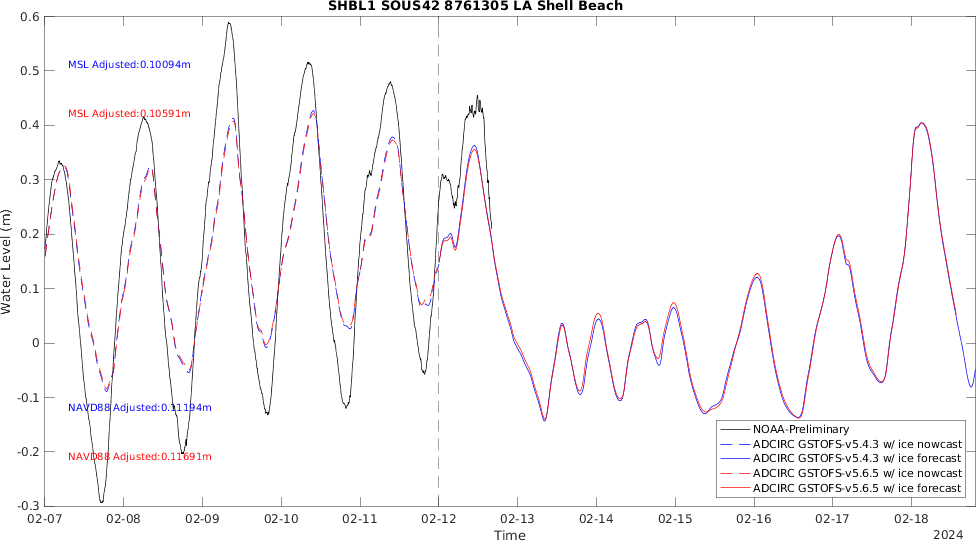 SHBL1 SOUS42 8761305 LA Shell Beach
Water Level (m)
0.6
0.5
0.4
0.3
0.2
0.1
0
-0.1
-0.2
-0.3
MSL Adjusted:0.10094m
MSL Adjusted:0.10591m
NAVD88 Adjusted:0.11194m
NAVD88 Adjusted:0.11691m
NOAA-Preliminary
ADCIRC GSTOFS-v5.4.3 w/ ice nowcast
ADCIRC GSTOFS-v5.4.3 w/ ice forecast
ADCIRC GSTOFS-v5.6.5 w/ ice nowcast
ADCIRC GSTOFS-v5.6.5 w/ ice forecast
02-07 02-08 02-09 02-10 02-11 02-12 02-13 02-14 02-15 02-16 02-17 02-18
Time
2024